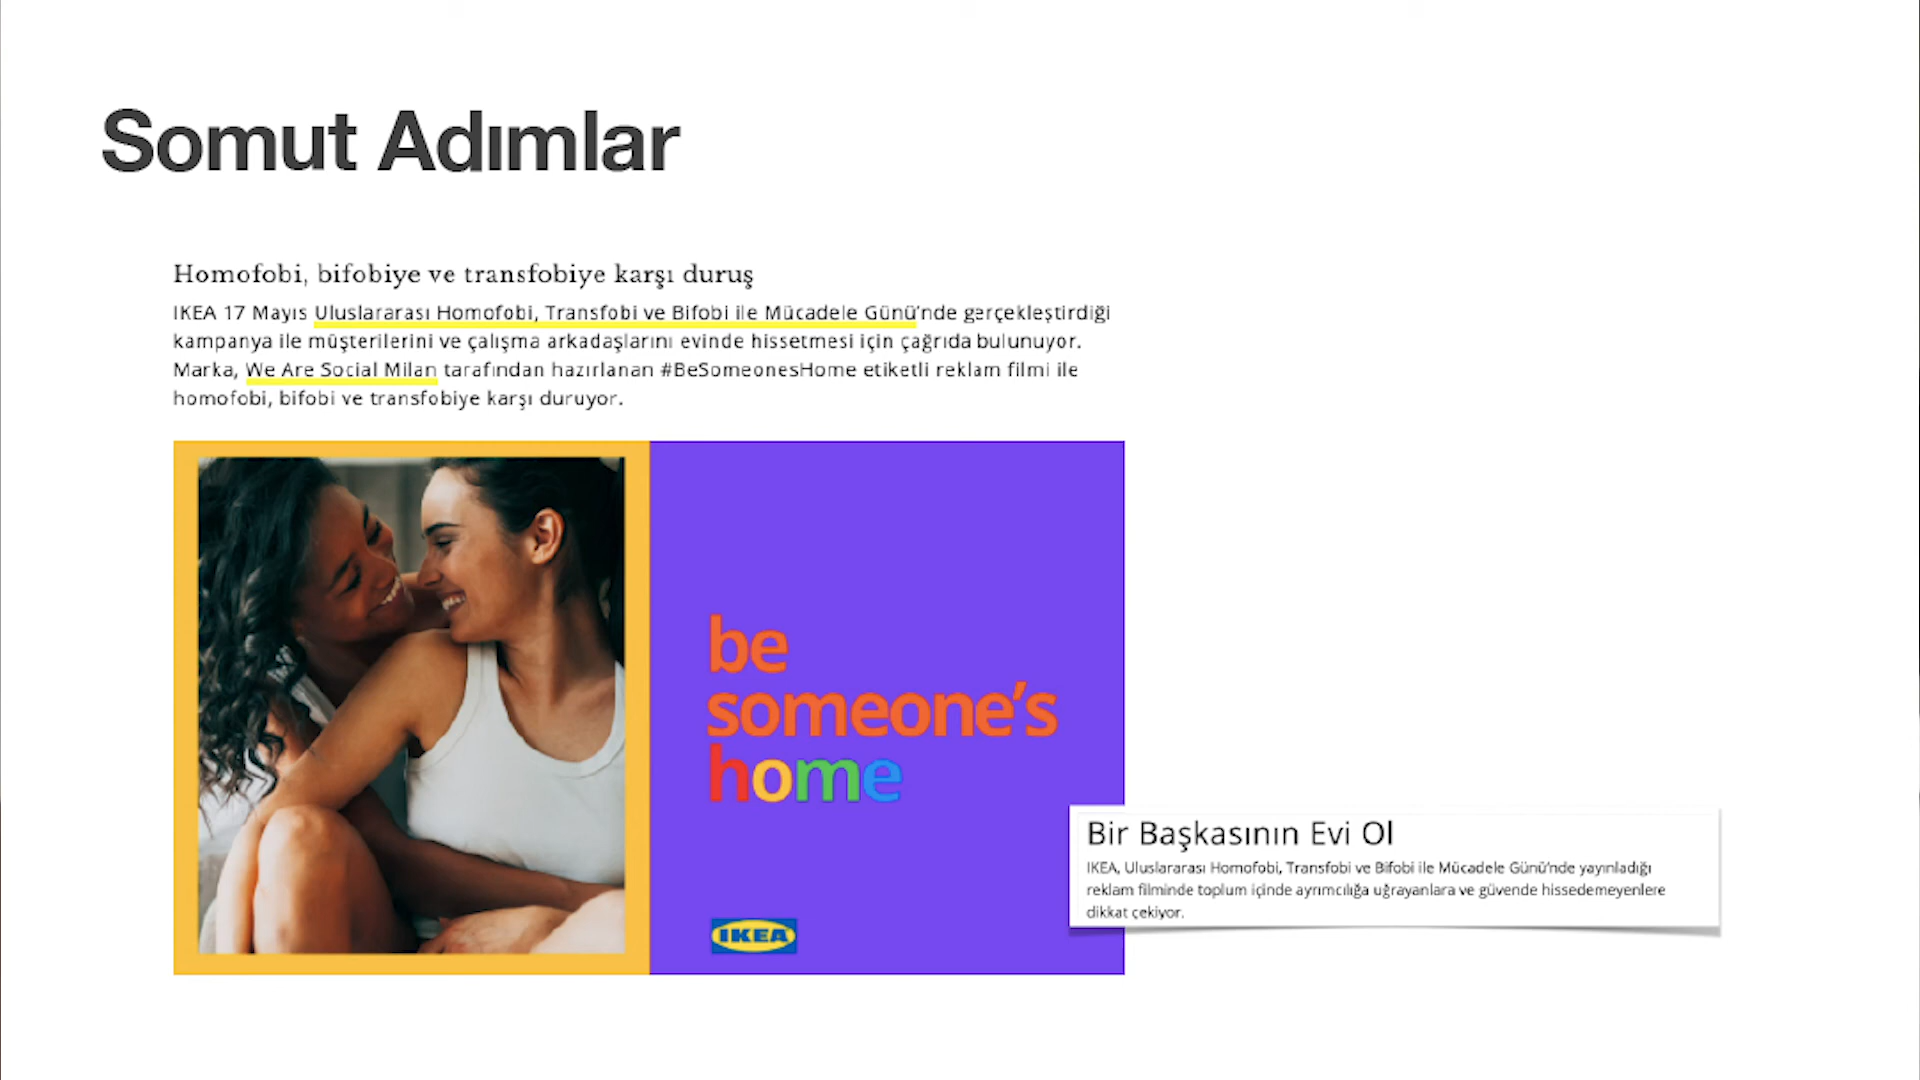 Somut Adımlar
Homofobi, bifobiye ve transfobiye karşı duruş
IKEA 17 Mayıs Uluslararası Homofobi, Transfobi ve Bifobi ile Mücadele Günü'nde gerçekleştirdiği
kampanya ile müşterilerini ve çalışma arkadaşlarını evinde hissetmesi için çağrıda bulunuyor.
Marka, We Are Social Milan tarafından hazırlanan #BeSomeonesHome etiketli reklam filmi ile
homofobi, bifobi ve transfobiye karşı duruyor.
be
someone's
home
IKEA
Bir Başkasının Evi Ol
IKEA, Uluslararası Homofobi, Transfobi ve Bifobi ile Mücadele Günü'nde yayınladığı
reklam filminde toplum içinde ayrımcılığa uğrayanlara ve güvende hissedemeyenlere
dikkat çekiyor.